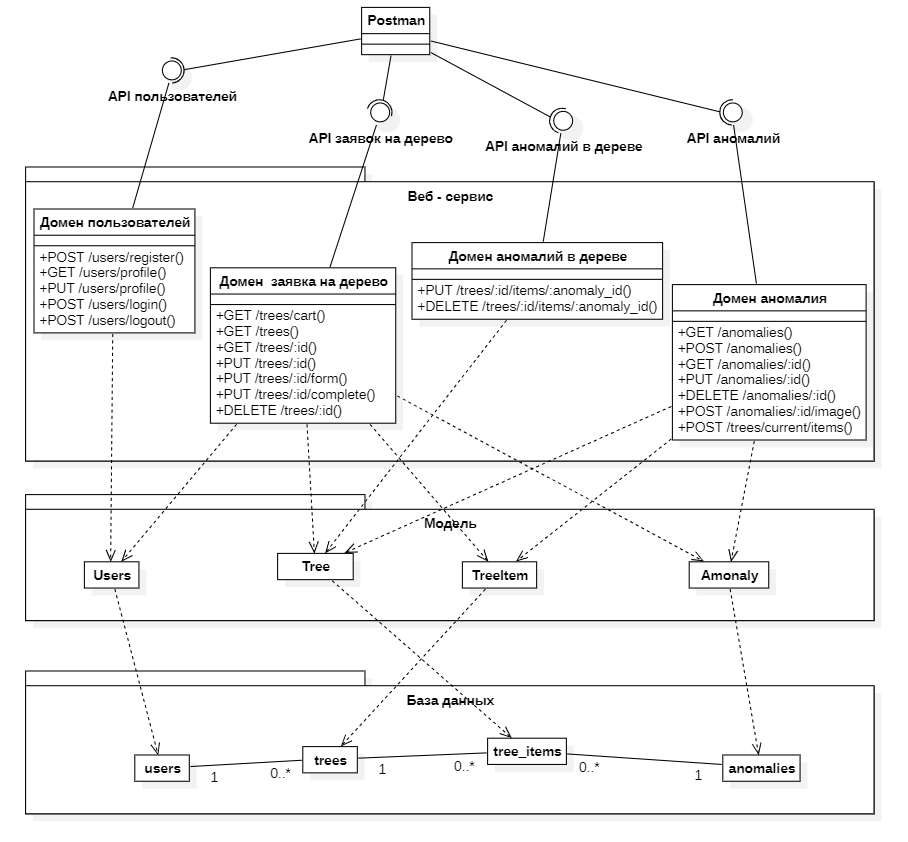 Postman
API пользователей
API заявок на дерево
API аномалий в дереве
API аномалий
Веб - сервис
Домен пользователей
+POST /users/register()
+GET /users/profile()
+PUT /users/profile()
+POST /users/login()
+POST /users/logout()
Домен заявка на дерево
+GET /trees/cart()
+GET /trees()
+GET /trees/:id()
+PUT /trees/:id()
+PUT /trees/:id/form()
+PUT /trees/:id/complete()
+DELETE /trees/:id()
Домен аномалий в дереве
+PUT /trees/:id/items/:anomaly_id()
+DELETE /trees/:id/items/:anomaly_id()
Домен аномалия
+GET /anomalies()
+POST /anomalies()
+GET /anomalies/:id()
+PUT /anomalies/:id()
+DELETE /anomalies/:id()
+POST /anomalies/:id/image()
+POST /trees/current/items()
Модель
Users
Tree
TreeItem
Amonaly
База данных
users
trees
tree_items
anomalies
1
0..*
1
0..*
0..*
1